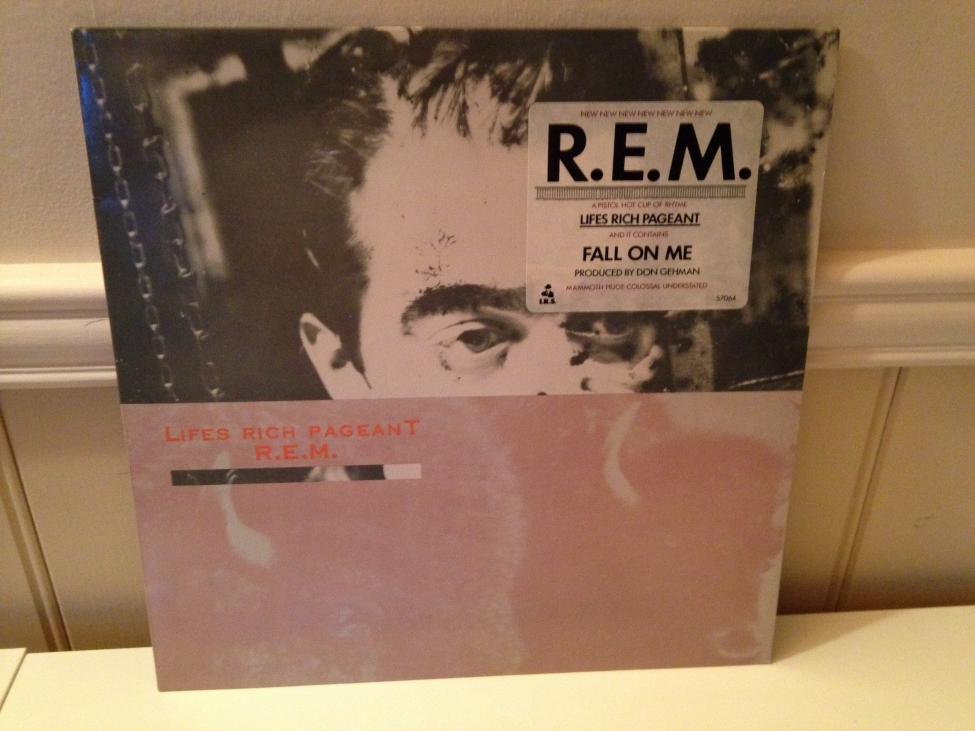 NEW NEW NEW NEW NEW NEW NEW
R.E.M.
A PISTOL HOT CUP OF RHYME
LIFES RICH PAGEANT
AND IT CONTAINS
FALL ON ME
PRODUCED BY DON GEHMAN
MAMMOTH HUGE COLOSSAL UNDERSTATED
I.R.S.
57064
LIFES RICH PAGEANT
R.E.M.